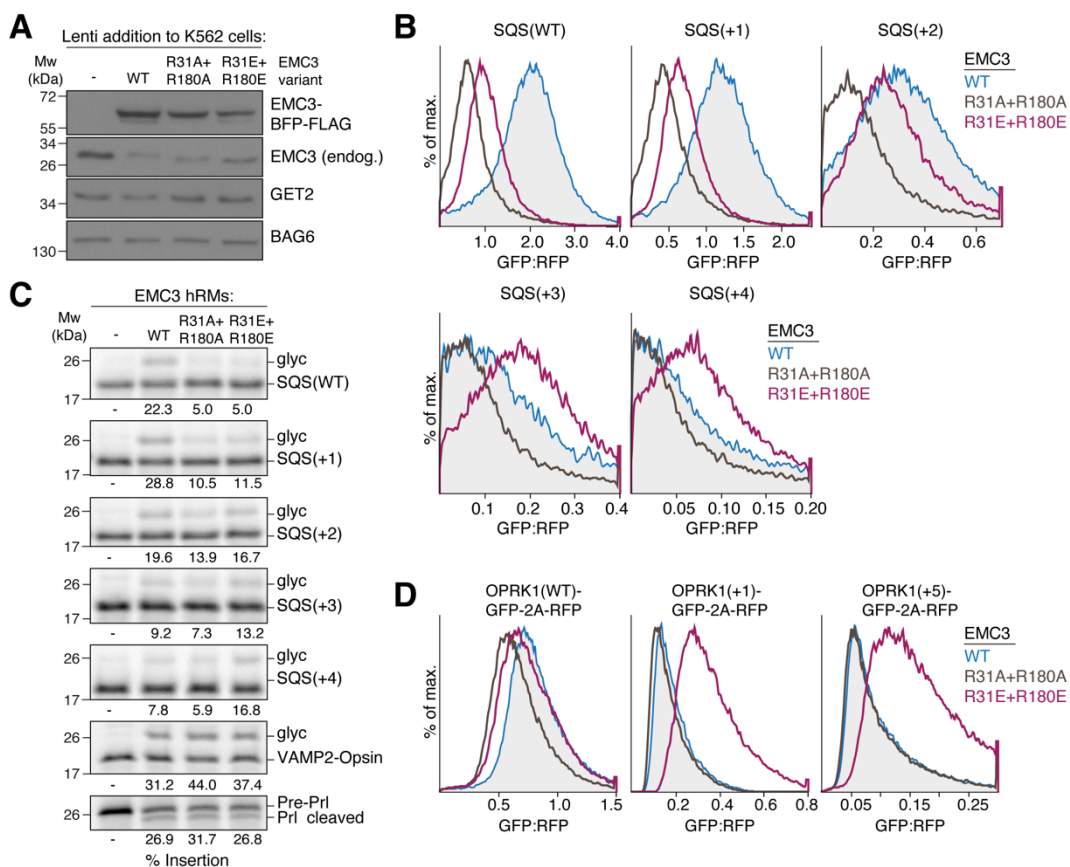 A
Lenti addition to K562 cells:
Mw
(kDa)
-
WT
R31A+
R180A
R31E+
R180E
EMC3
variant
72
55
EMC3-
BFP-FLAG
34
26
EMC3 (endog.)
34
GET2
130
BAG6
B
SQS(WT)
SQS(+1)
SQS(+2)
% of max.
1.0 2.0 3.0 4.0
GFP:RFP
0.5 1.0 1.5 2.0
GFP:RFP
0.2 0.4 0.6
GFP:RFP
EMC3
WT
R31A+R180A
R31E+R180E
SQS(+3)
SQS(+4)
% of max.
0.1 0.2 0.3 0.4
GFP:RFP
0.05 0.10 0.15 0.20
GFP:RFP
EMC3
WT
R31A+R180A
R31E+R180E
C
EMC3 hRMs:
Mw
(kDa)
-
WT
R31A+
R180A
R31E+
R180E
26
17
glyc
SQS(WT)
- 22.3 5.0 5.0
26
17
glyc
SQS(+1)
- 28.8 10.5 11.5
26
17
glyc
SQS(+2)
- 19.6 13.9 16.7
26
17
glyc
SQS(+3)
- 9.2 7.3 13.2
26
17
glyc
SQS(+4)
- 7.8 5.9 16.8
26
17
glyc
VAMP2-Opsin
- 31.2 44.0 37.4
26
Pre-Prl
Prl cleaved
- 26.9 31.7 26.8
% Insertion
D
OPRK1(WT)-
GFP-2A-RFP
OPRK1(+1)-
GFP-2A-RFP
OPRK1(+5)-
GFP-2A-RFP
% of max.
0.5 1.0 1.5
GFP:RFP
0.2 0.4 0.6 0.8
GFP:RFP
0.05 0.15 0.25
GFP:RFP
EMC3
WT
R31A+R180A
R31E+R180E